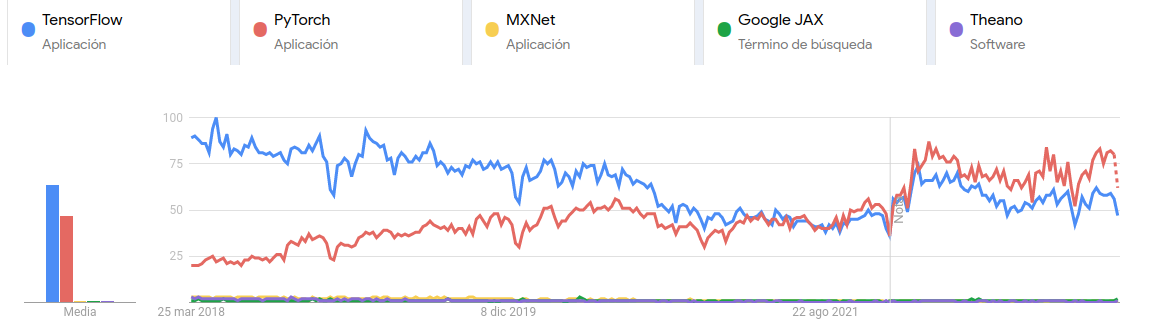 TensorFlow
Aplicación
PyTorch
Aplicación
MXNet
Aplicación
Google JAX
Término de búsqueda
Theano
Software
100
75
50
25
Media
25 mar 2018
8 dic 2019
22 ago 2021